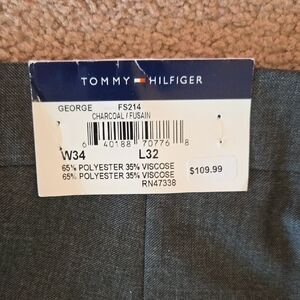 TOMMY HILFIGER
GEORGE FS214
CHARCOAL / FUSAIN
6 40188 70776 8
W34 L32
65% POLYESTER 35% VISCOSE
65% POLYESTER 35% VISCOSE
RN47338
$109.99